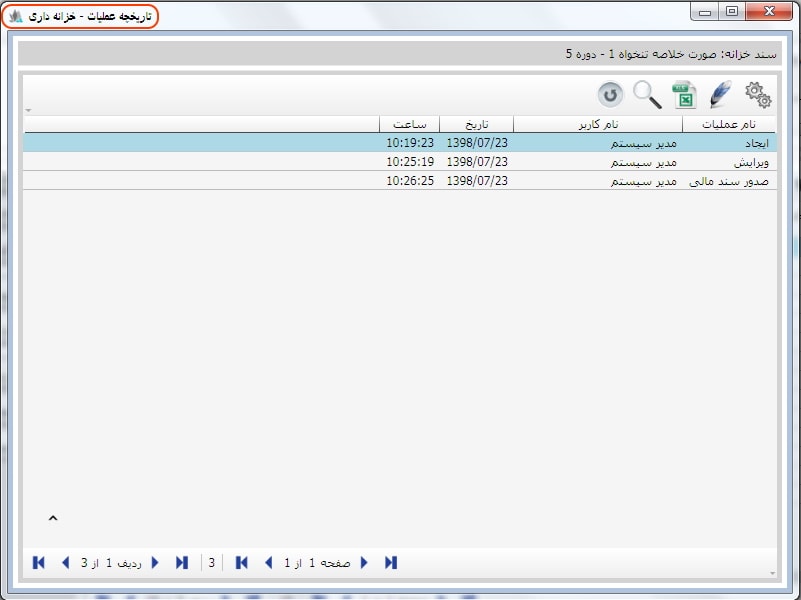 تاریخچه عملیات - خزانه داری
سند خزانه: صورت خلاصه تنخواه 1 - دوره 5
نام عملیات نام کاربر تاریخ ساعت
ایجاد مدیر سیستم 1398/07/23 10:19:23
ویرایش مدیر سیستم 1398/07/23 10:25:19
صدور سند مالی مدیر سیستم 1398/07/23 10:26:25
صفحه 1 از 1 3 ردیف 1 از 3